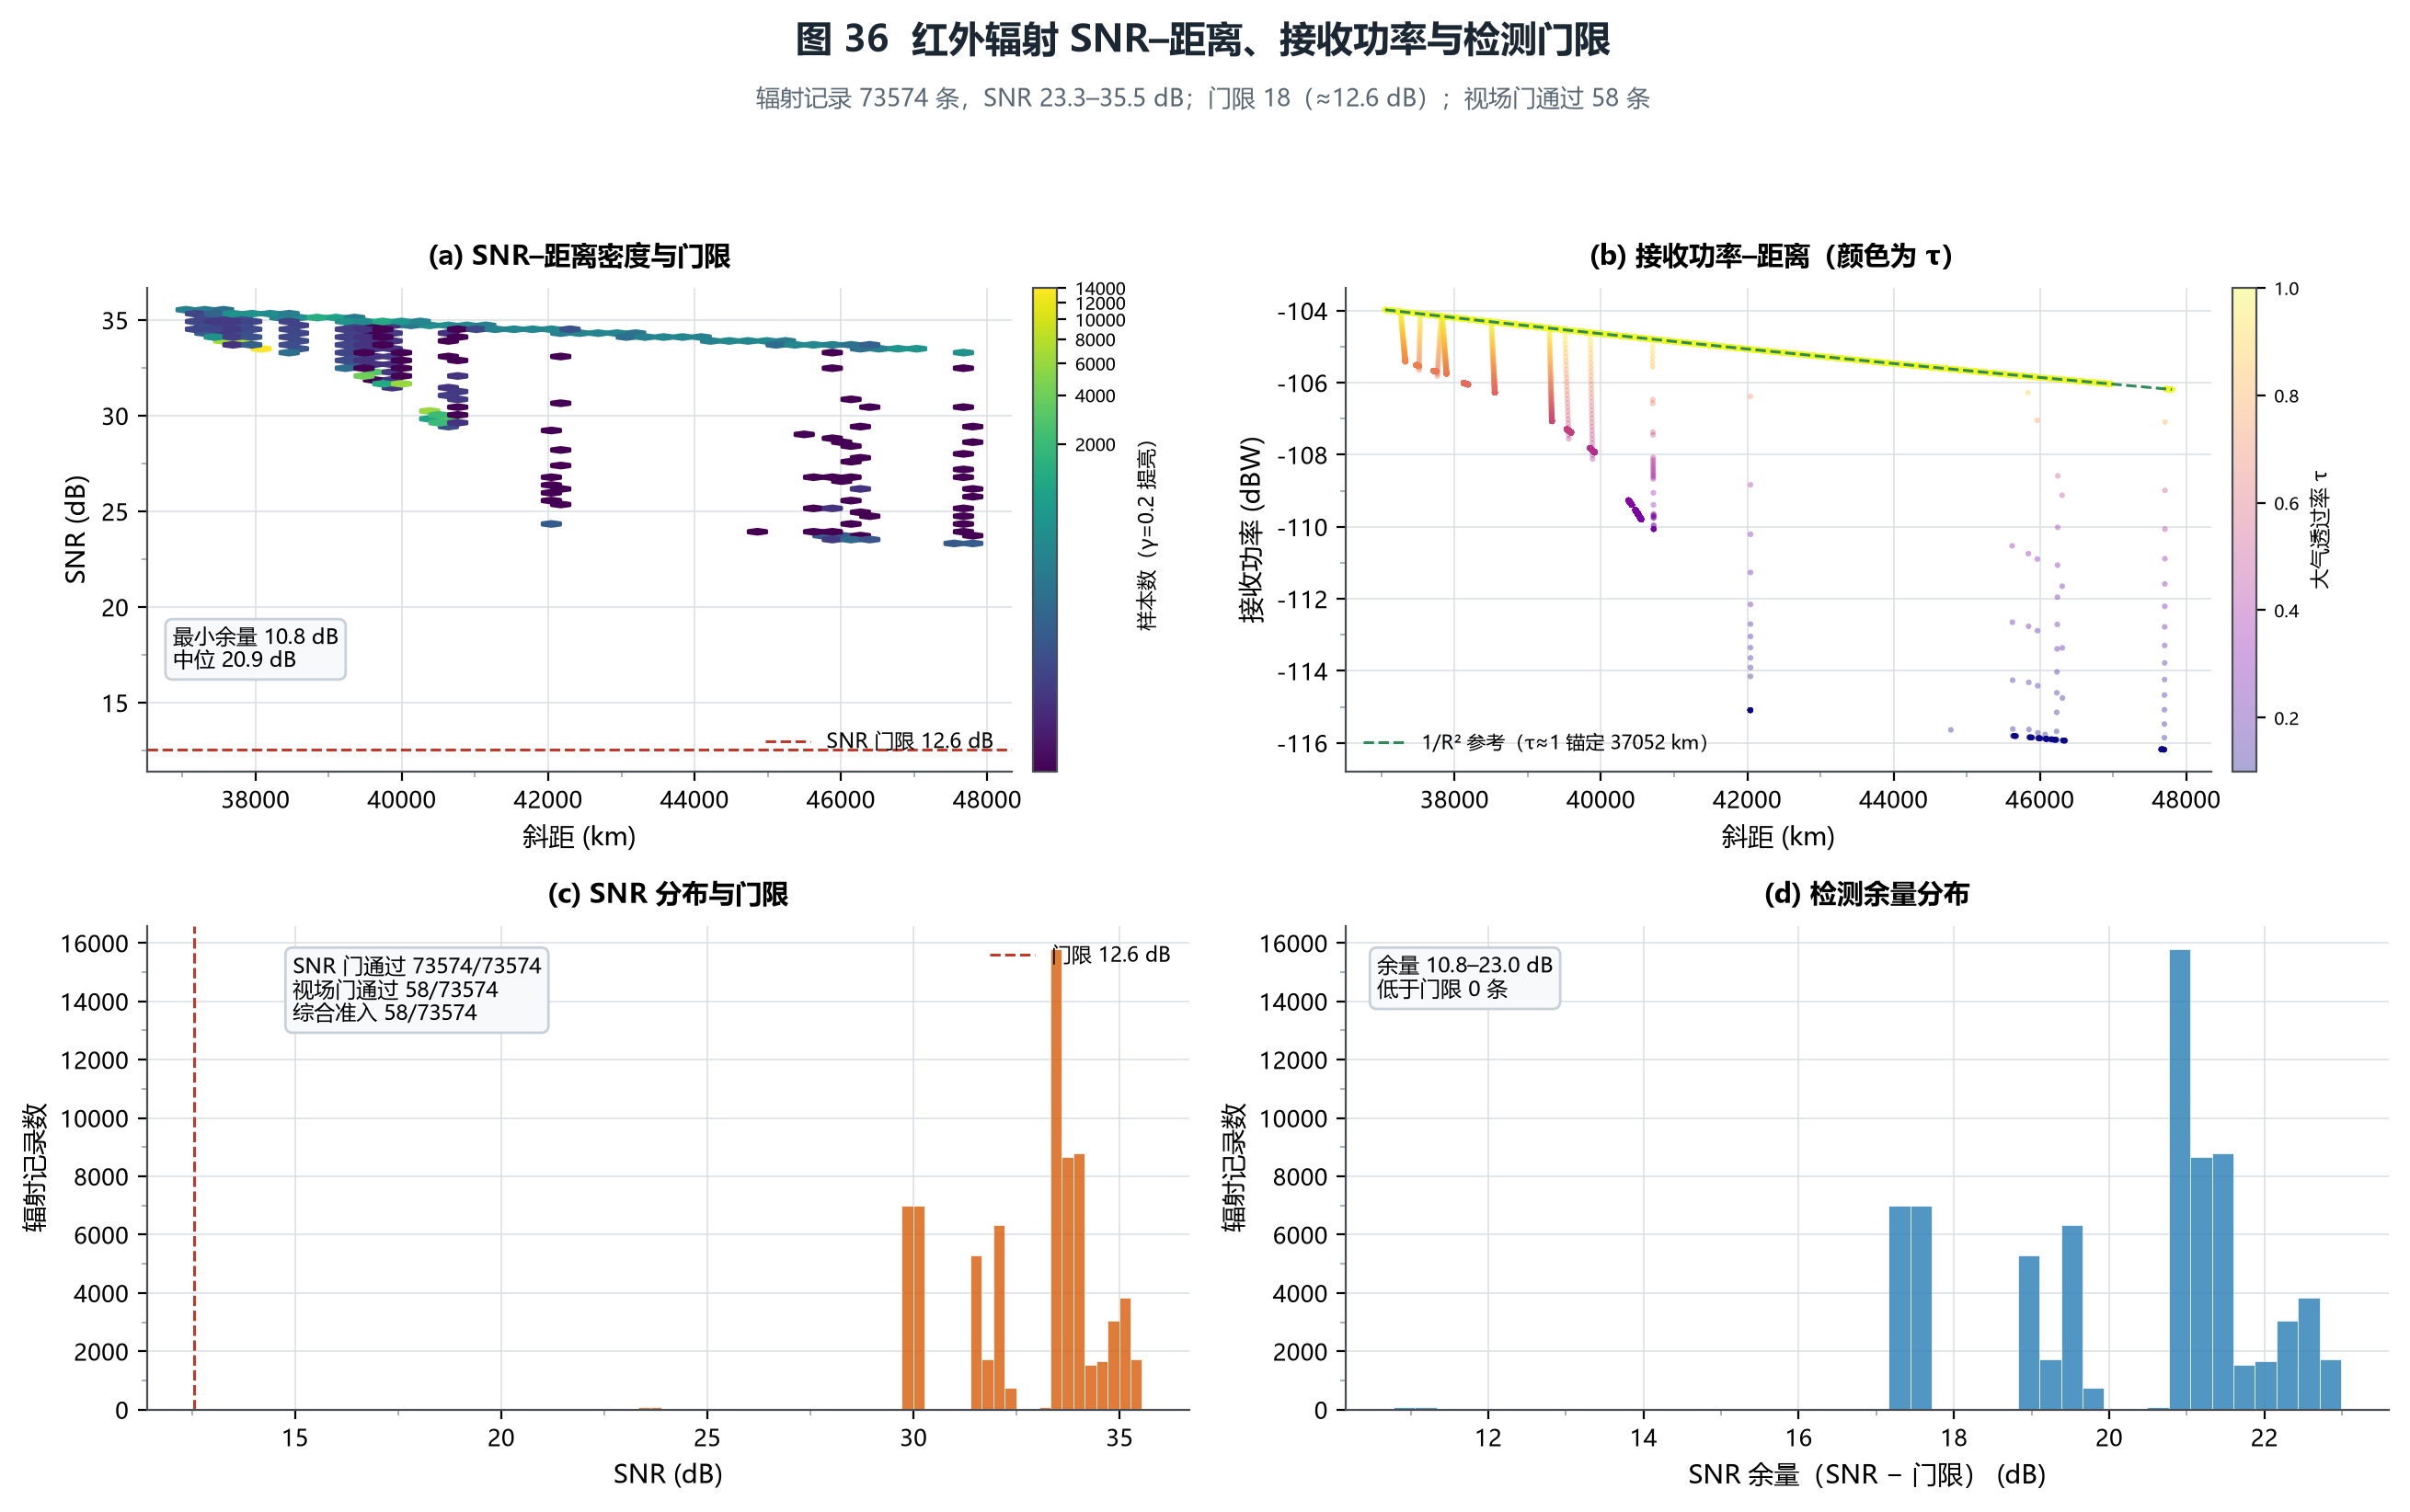 图 36 红外辐射 SNR–距离、接收功率与检测门限
辐射记录 73574 条，SNR 23.3–35.5 dB；门限 18（≈12.6 dB）；视场门通过 58 条
(a) SNR–距离密度与门限
SNR (dB)
35
30
25
20
15
最小余量 10.8 dB
中位 20.9 dB
SNR 门限 12.6 dB
38000 40000 42000 44000 46000 48000
斜距 (km)
14000
12000
10000
8000
6000
4000
2000
样本数（γ=0.2 提亮）
(b) 接收功率–距离（颜色为 τ）
接收功率 (dBW)
-104
-106
-108
-110
-112
-114
-116
1/R² 参考（τ≈1 锚定 37052 km）
38000 40000 42000 44000 46000 48000
斜距 (km)
1.0
0.8
0.6
0.4
0.2
大气透过率 τ
(c) SNR 分布与门限
辐射记录数
16000
14000
12000
10000
8000
6000
4000
2000
0
SNR 门通过 73574/73574
视场门通过 58/73574
综合准入 58/73574
门限 12.6 dB
15 20 25 30 35
SNR (dB)
(d) 检测余量分布
辐射记录数
16000
14000
12000
10000
8000
6000
4000
2000
0
余量 10.8–23.0 dB
低于门限 0 条
12 14 16 18 20 22
SNR 余量（SNR − 门限） (dB)